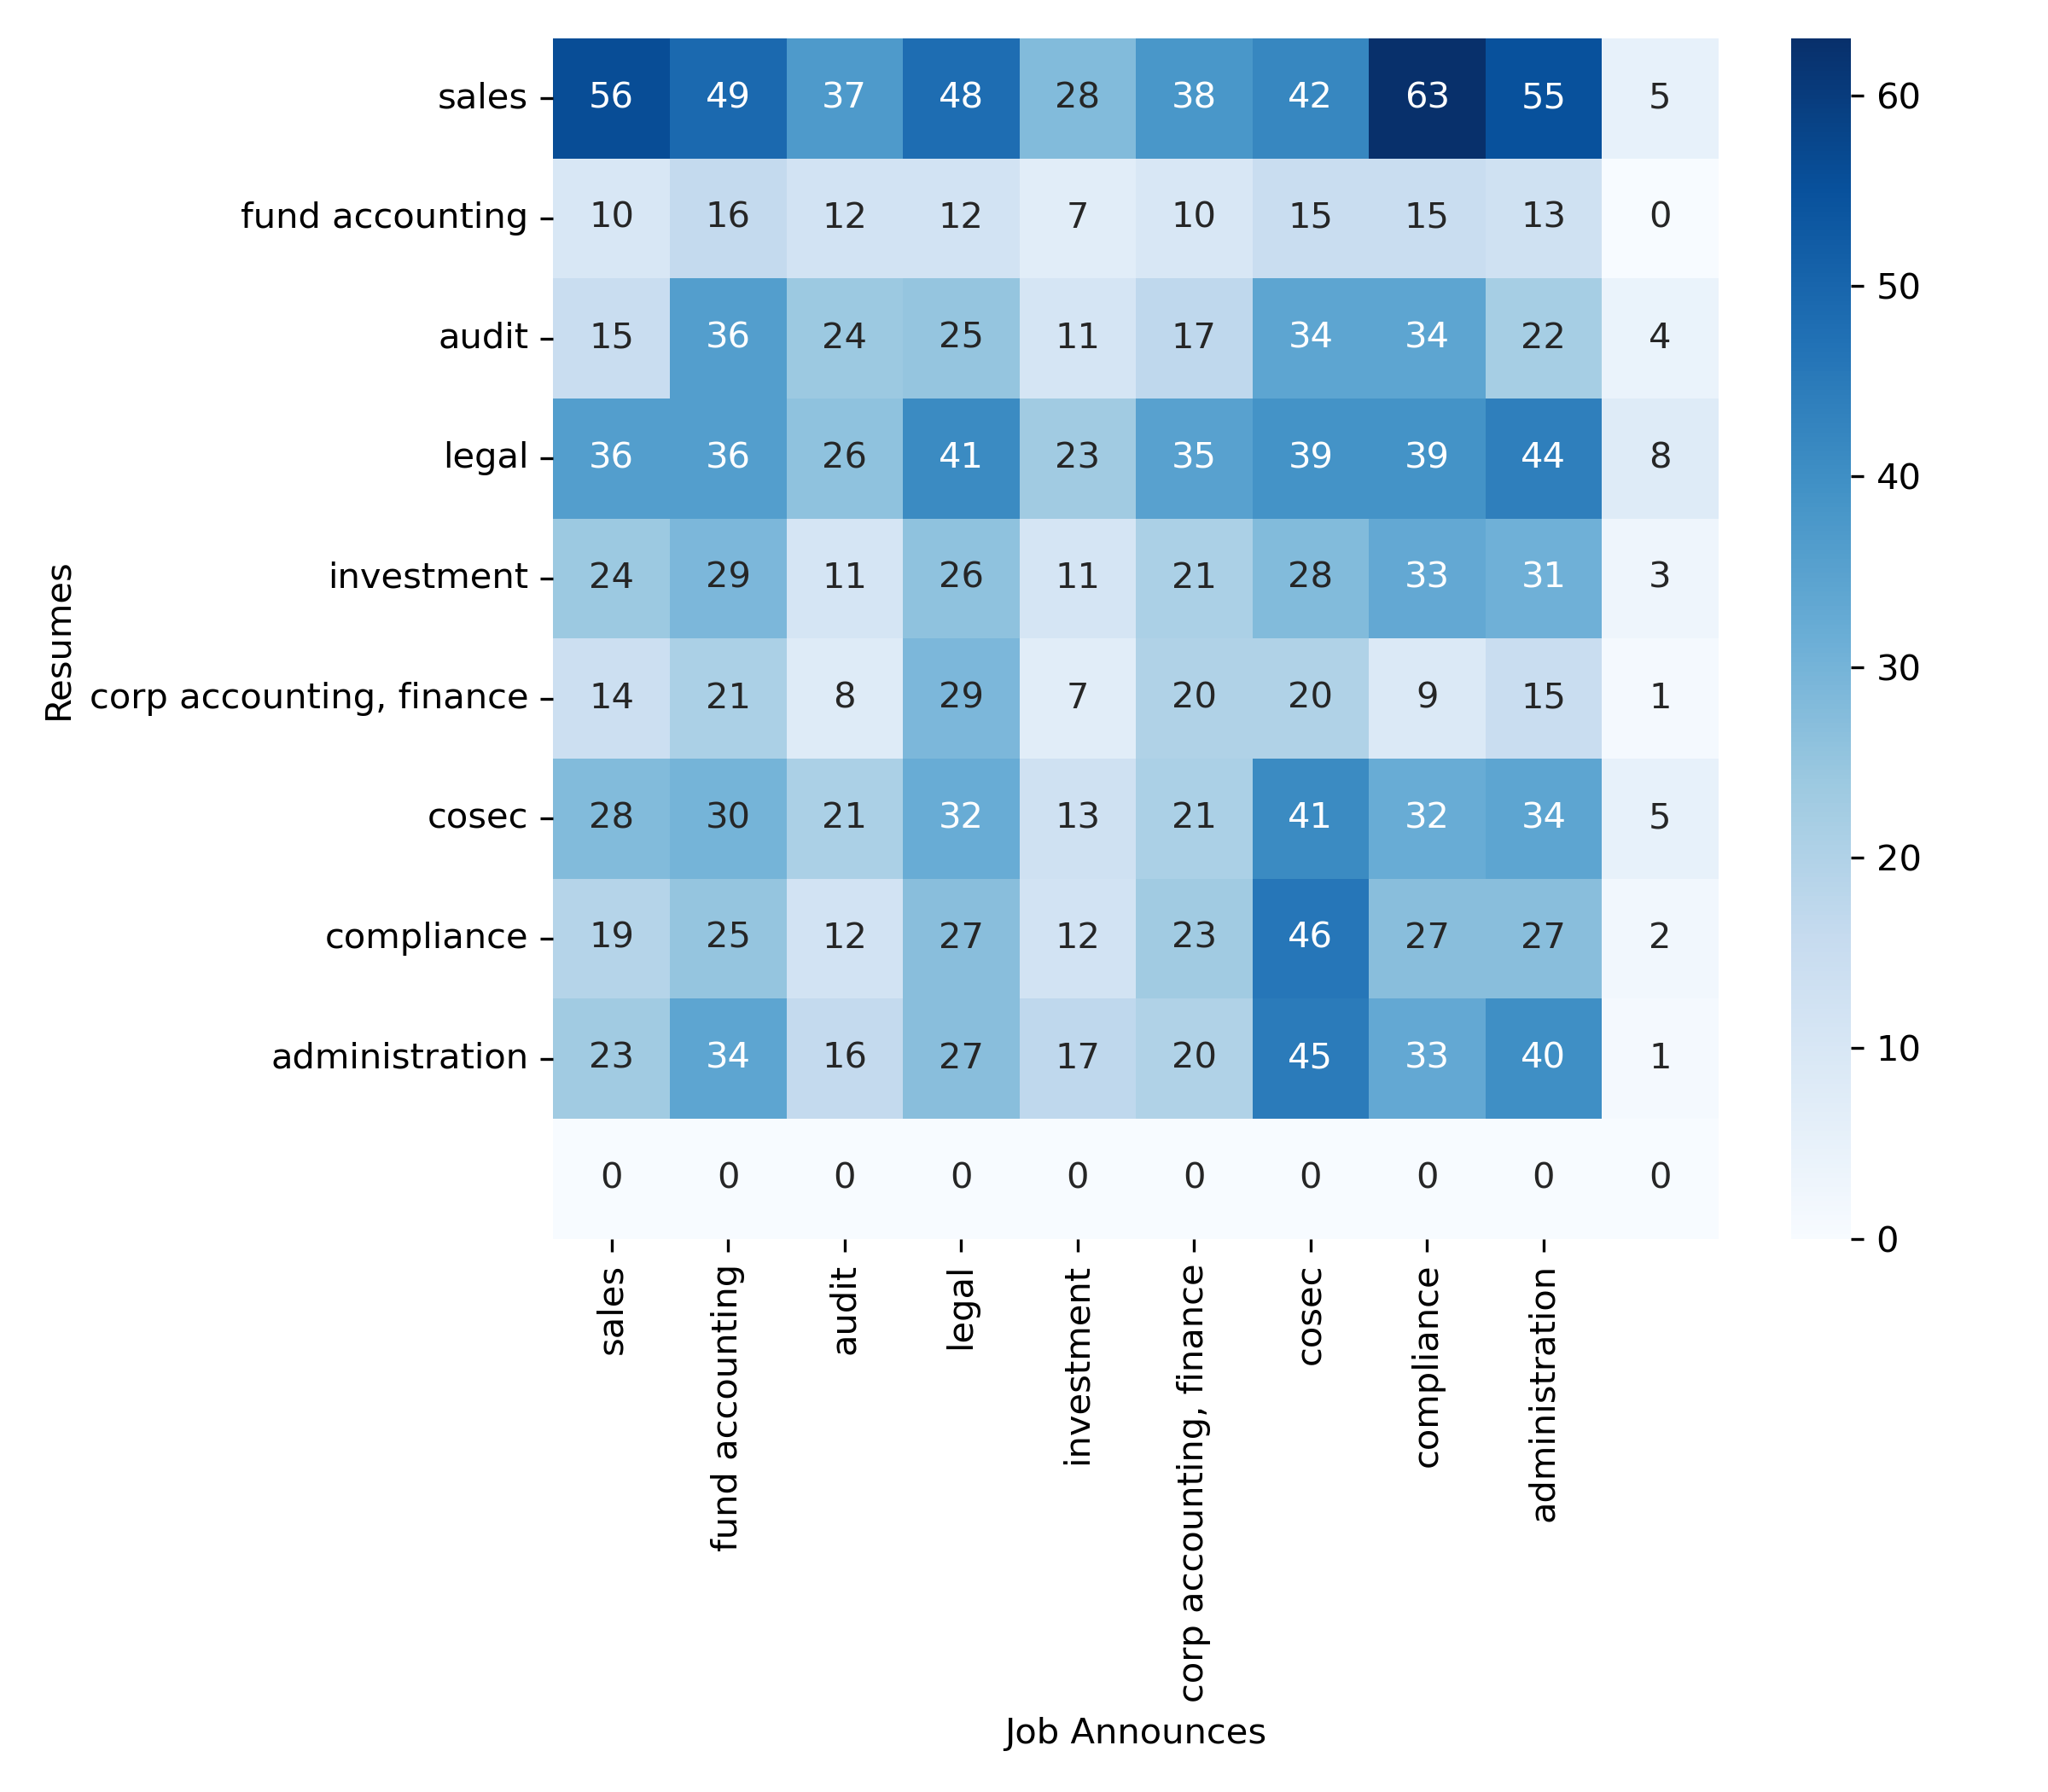 sales 56 49 37 48 28 38 42 63 55 5
fund accounting 10 16 12 12 7 10 15 15 13 0
audit 15 36 24 25 11 17 34 34 22 4
legal 36 36 26 41 23 35 39 39 44 8
investment 24 29 11 26 11 21 28 33 31 3
corp accounting, finance 14 21 8 29 7 20 20 9 15 1
cosec 28 30 21 32 13 21 41 32 34 5
compliance 19 25 12 27 12 23 46 27 27 2
administration 23 34 16 27 17 20 45 33 40 1
0 0 0 0 0 0 0 0 0 0
Resumes
sales
fund accounting
audit
legal
investment
corp accounting, finance
cosec
compliance
administration
Job Announces
60
50
40
30
20
10
0